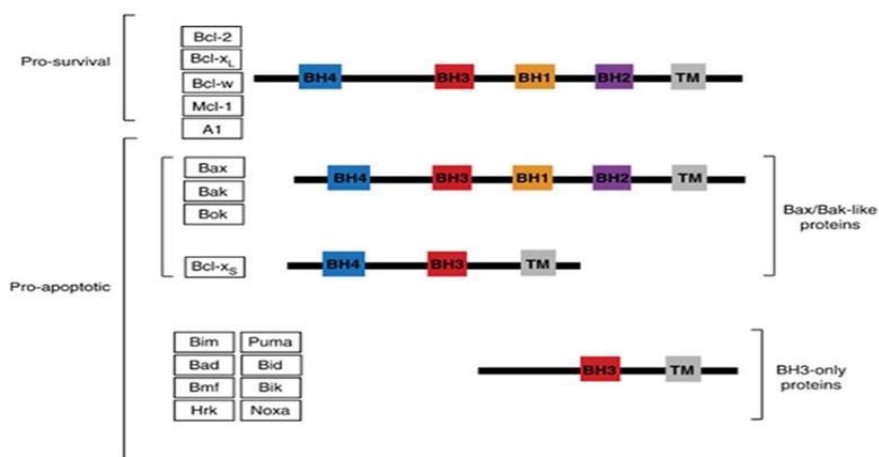 Pro-survival
Bcl-2
Bcl-xL
Bcl-w
Mcl-1
A1
BH4 BH3 BH1 BH2 TM
Pro-apoptotic
Bax
Bak
Bok
BH4 BH3 BH1 BH2 TM
Bcl-xS
BH4 BH3 TM
Bax/Bak-like
proteins
Bim Puma
Bad Bid
Bmf Bik
Hrk Noxa
BH3 TM
BH3-only
proteins